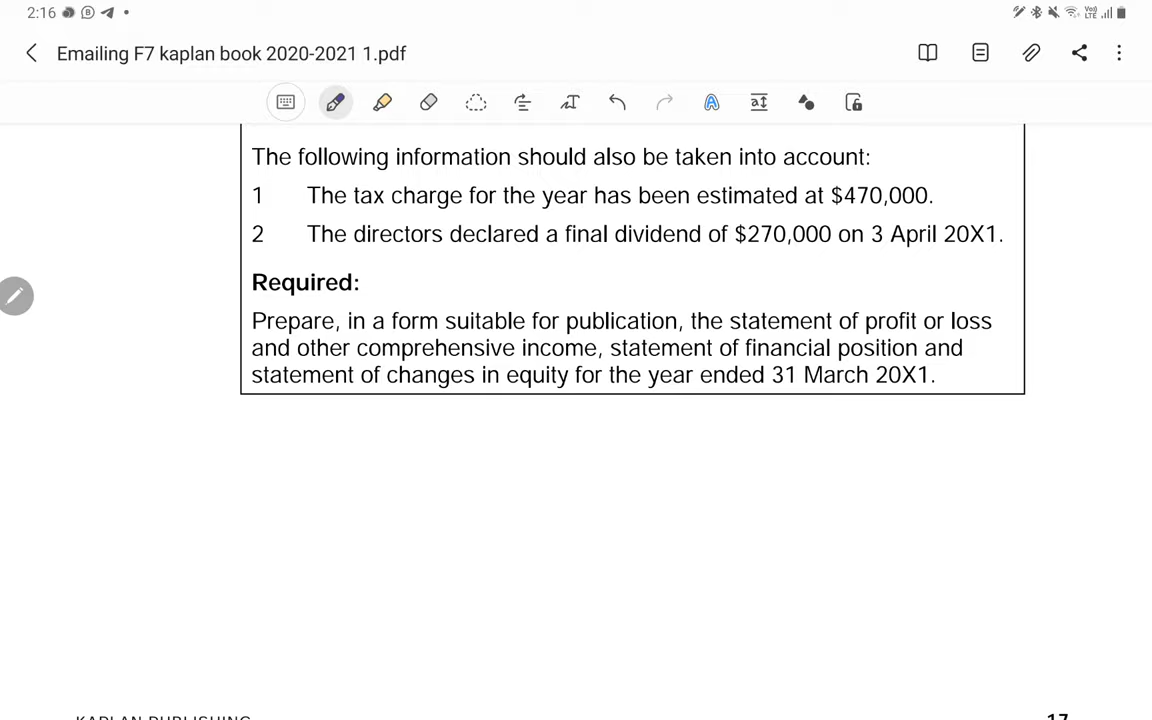 2:16
Emailing F7 kaplan book 2020-2021 1.pdf
The following information should also be taken into account:
1 The tax charge for the year has been estimated at $470,000.
2 The directors declared a final dividend of $270,000 on 3 April 20X1.
Required:
Prepare, in a form suitable for publication, the statement of profit or loss
and other comprehensive income, statement of financial position and
statement of changes in equity for the year ended 31 March 20X1.
KAPLAN PUBLISHING 17